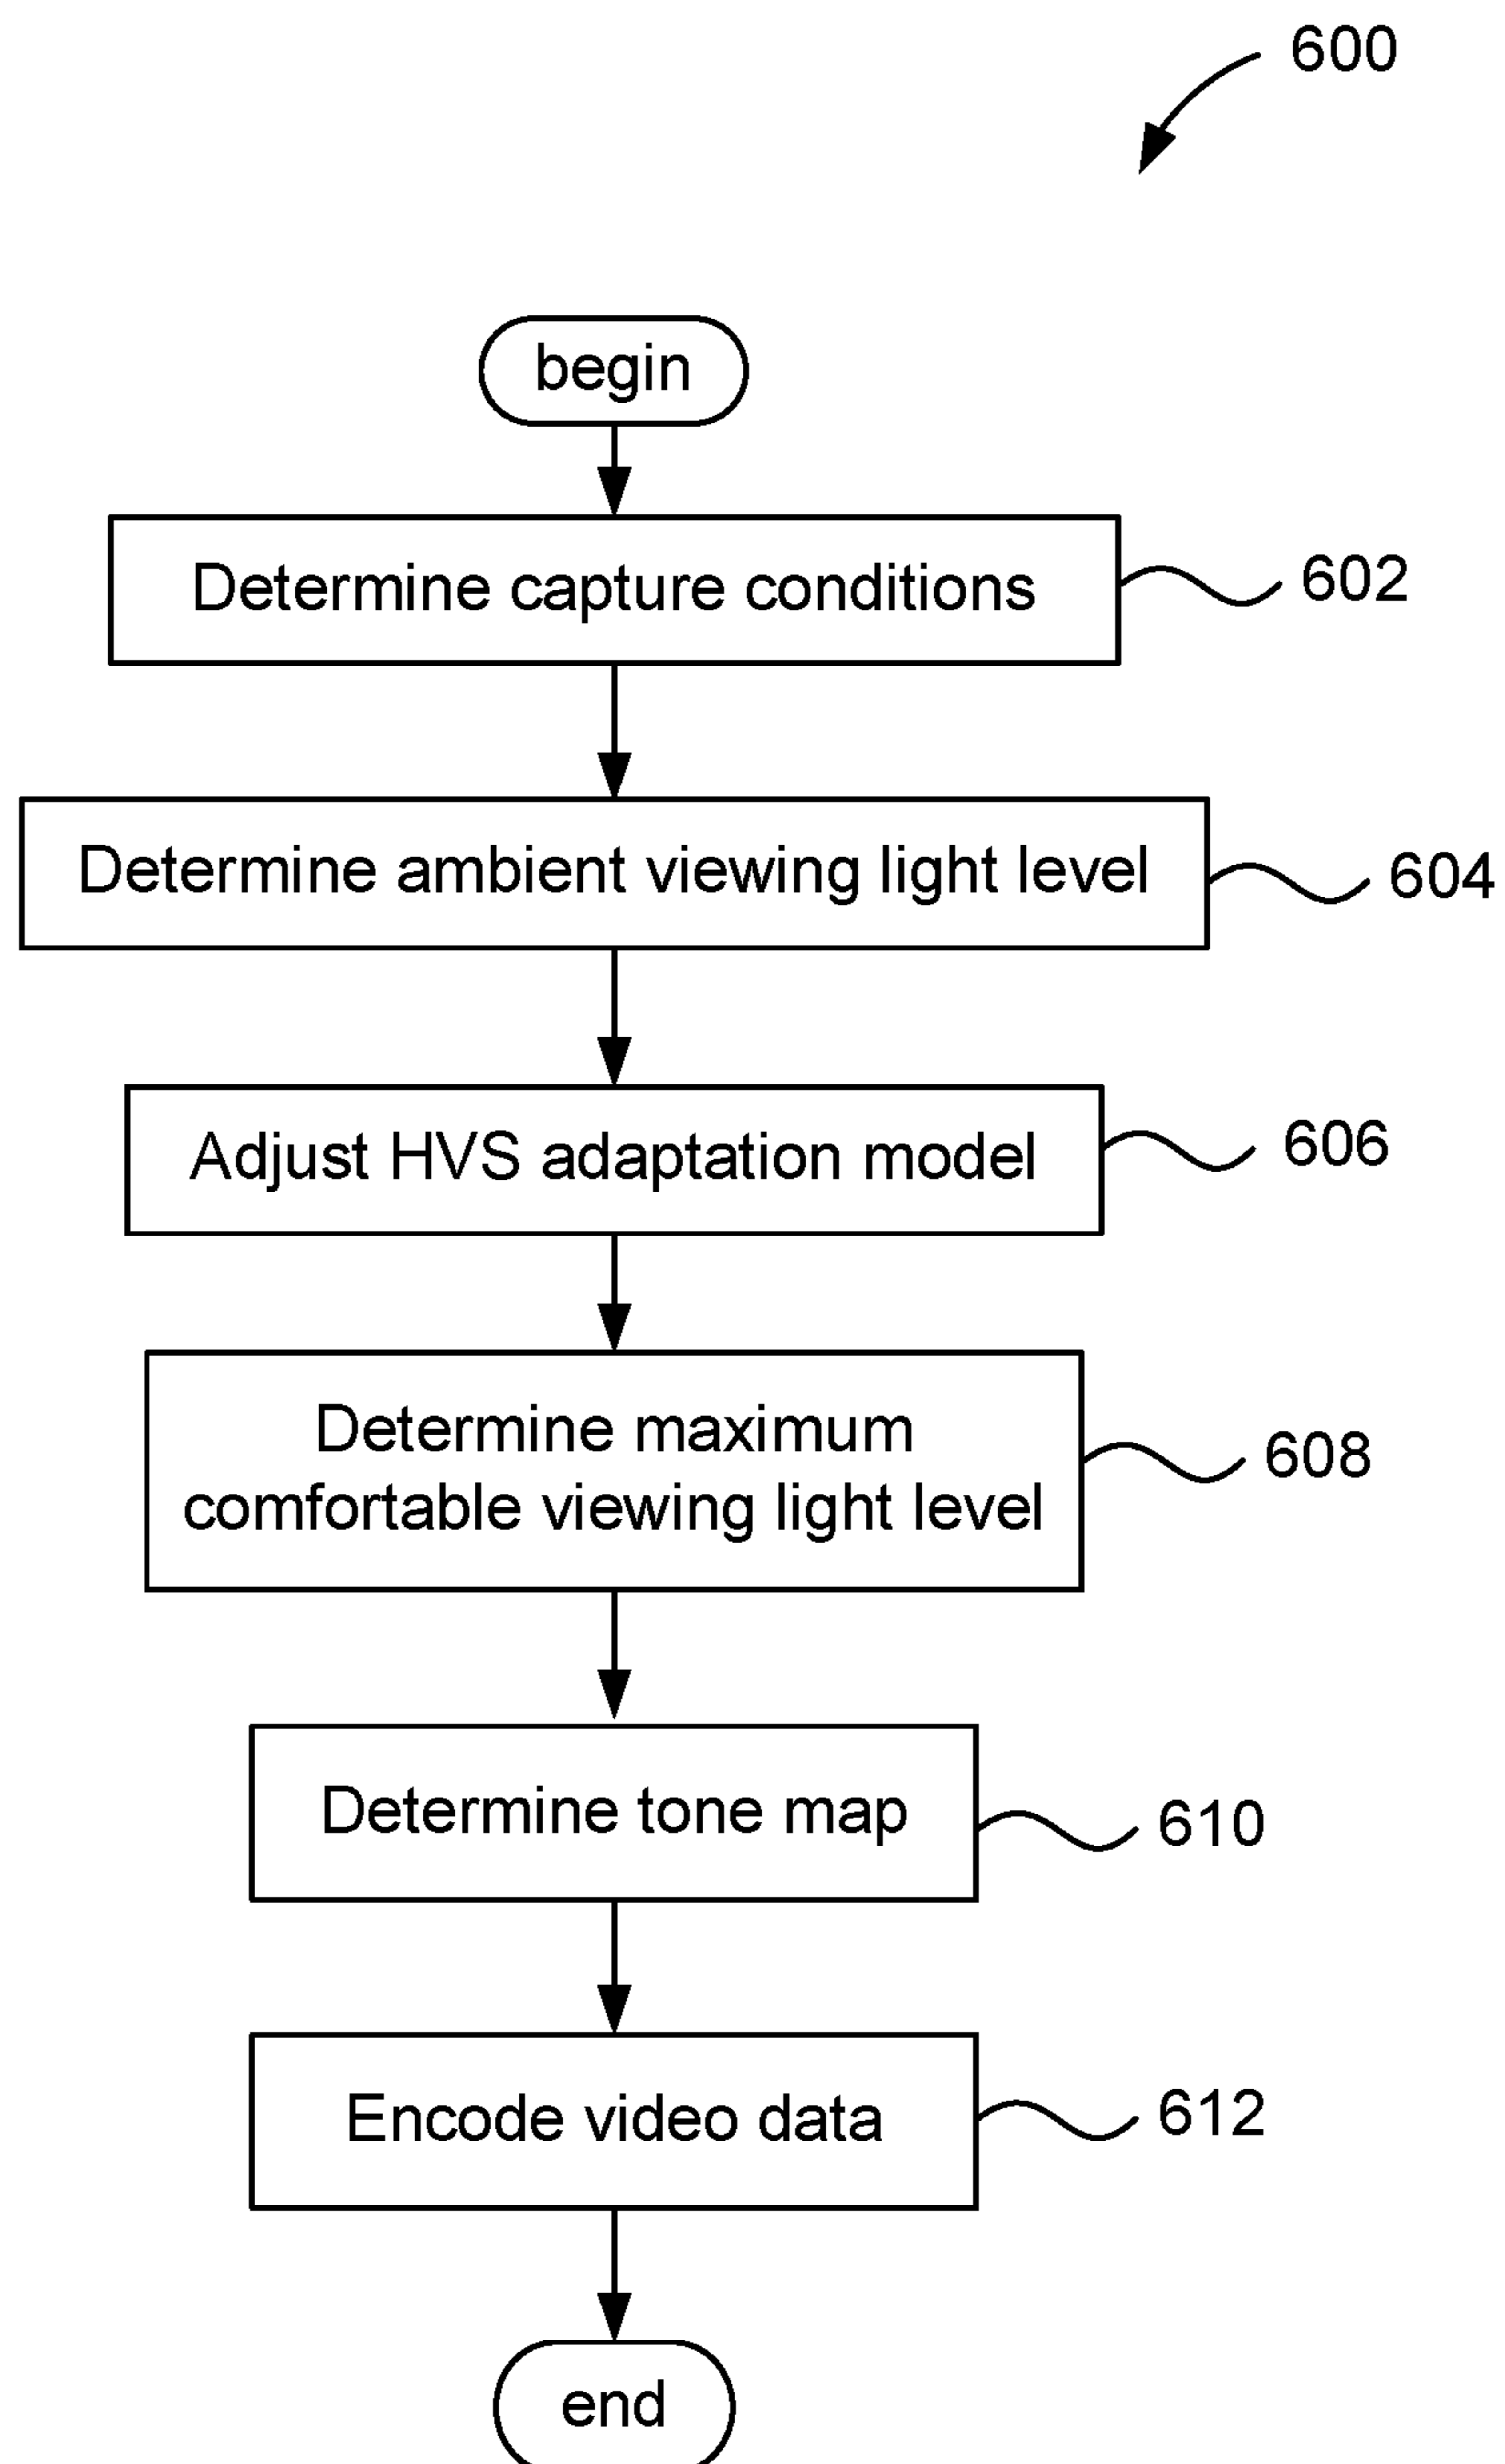 600
begin
Determine capture conditions
602
Determine ambient viewing light level
604
Adjust HVS adaptation model
606
Determine maximum
comfortable viewing light level
608
Determine tone map
610
Encode video data
612
end